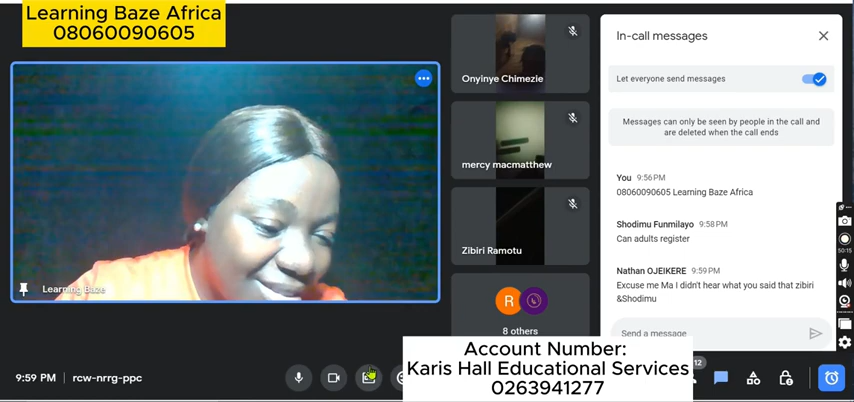 Learning Baze Africa
08060090605
Learning Baze
Onyinye Chimezie
mercy macmatthew
Zibiri Ramotu
R
8 others
In-call messages
Let everyone send messages
Messages can only be seen by people in the call and
are deleted when the call ends
You 9:56 PM
08060090605 Learning Baze Africa
Shodimu Funmilayo 9:58 PM
Can adults register
Nathan OJEIKERE 9:59 PM
Excuse me Ma I didn't hear what you said that zibiri
&Shodimu
Send a message
50:15
9:59 PM | rcw-nrrg-ppc
12
Account Number:
Karis Hall Educational Services
0263941277